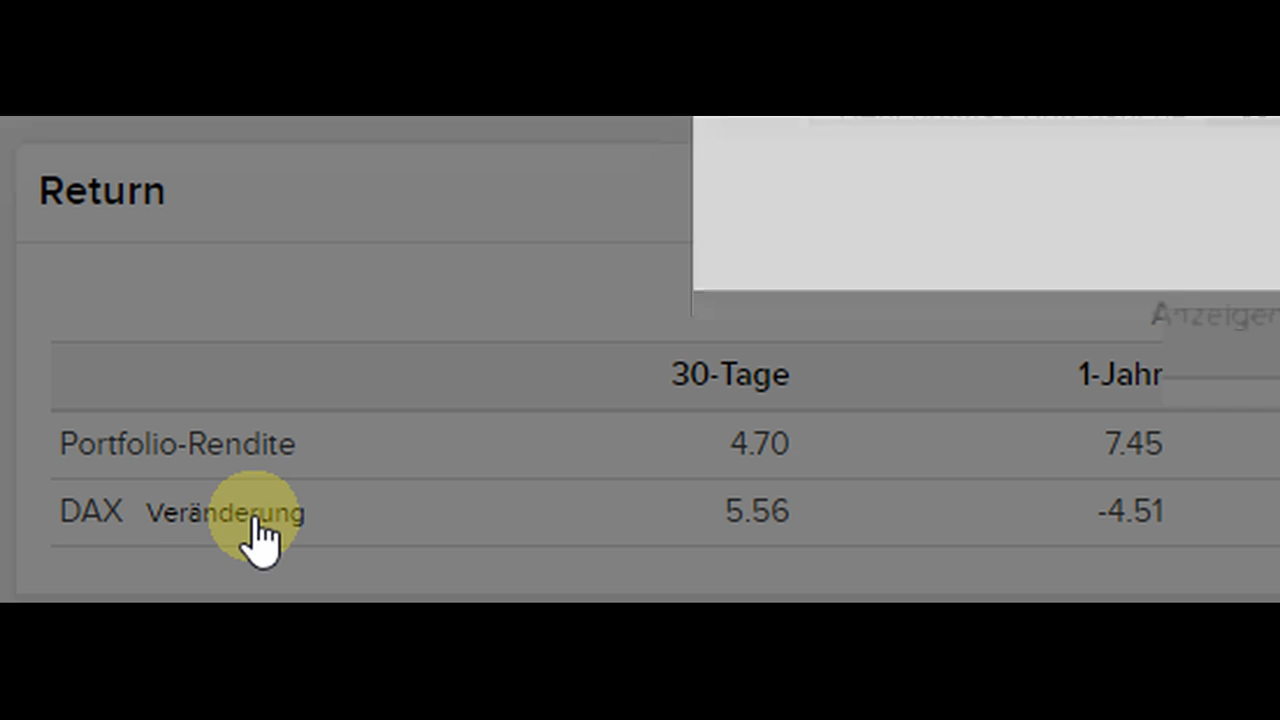 Return
Anzeigen
30-Tage 1-Jahr
Portfolio-Rendite 4.70 7.45
DAX Veränderung 5.56 -4.51